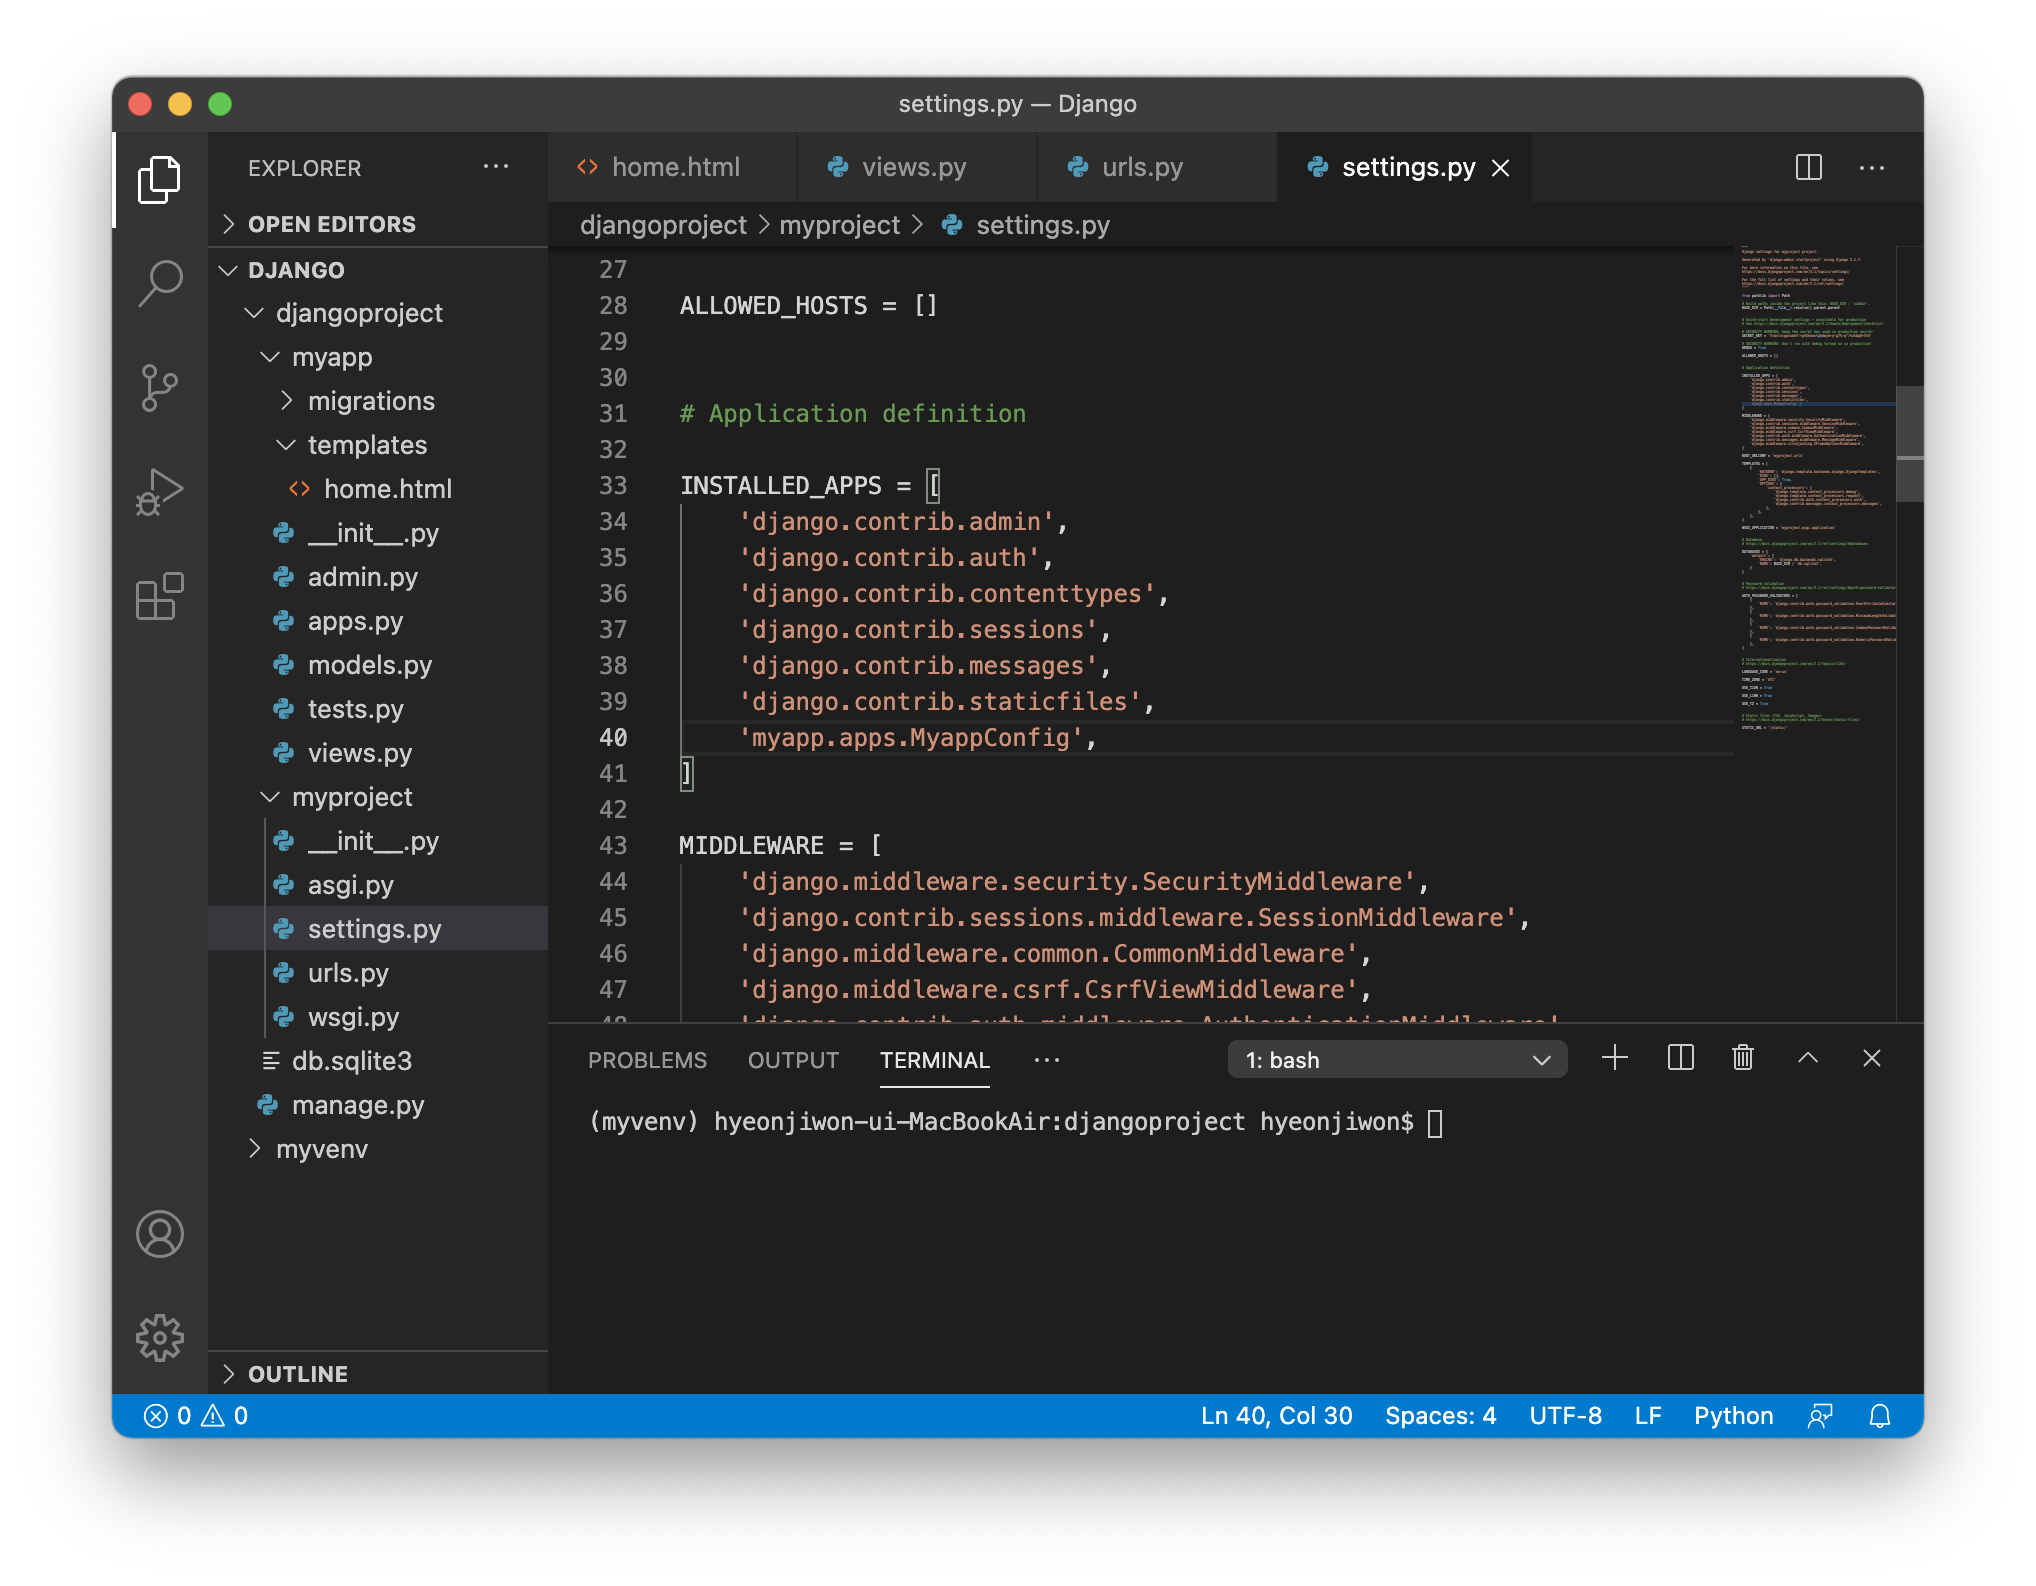 settings.py — Django
EXPLORER
OPEN EDITORS
DJANGO
djangoproject
myapp
migrations
templates
home.html
__init__.py
admin.py
apps.py
models.py
tests.py
views.py
myproject
__init__.py
asgi.py
settings.py
urls.py
wsgi.py
db.sqlite3
manage.py
myvenv
OUTLINE
home.html views.py urls.py settings.py
djangoproject > myproject > settings.py
27
28 ALLOWED_HOSTS = []
29
30
31 # Application definition
32
33 INSTALLED_APPS = [
34 'django.contrib.admin',
35 'django.contrib.auth',
36 'django.contrib.contenttypes',
37 'django.contrib.sessions',
38 'django.contrib.messages',
39 'django.contrib.staticfiles',
40 'myapp.apps.MyappConfig',
41 ]
42
43 MIDDLEWARE = [
44 'django.middleware.security.SecurityMiddleware',
45 'django.contrib.sessions.middleware.SessionMiddleware',
46 'django.middleware.common.CommonMiddleware',
47 'django.middleware.csrf.CsrfViewMiddleware',
48 'django.contrib.auth.middleware.AuthenticationMiddleware'
PROBLEMS OUTPUT TERMINAL 1: bash
(myvenv) hyeonjiwon-ui-MacBookAir:djangoproject hyeonjiwon$
0 0 Ln 40, Col 30 Spaces: 4 UTF-8 LF Python